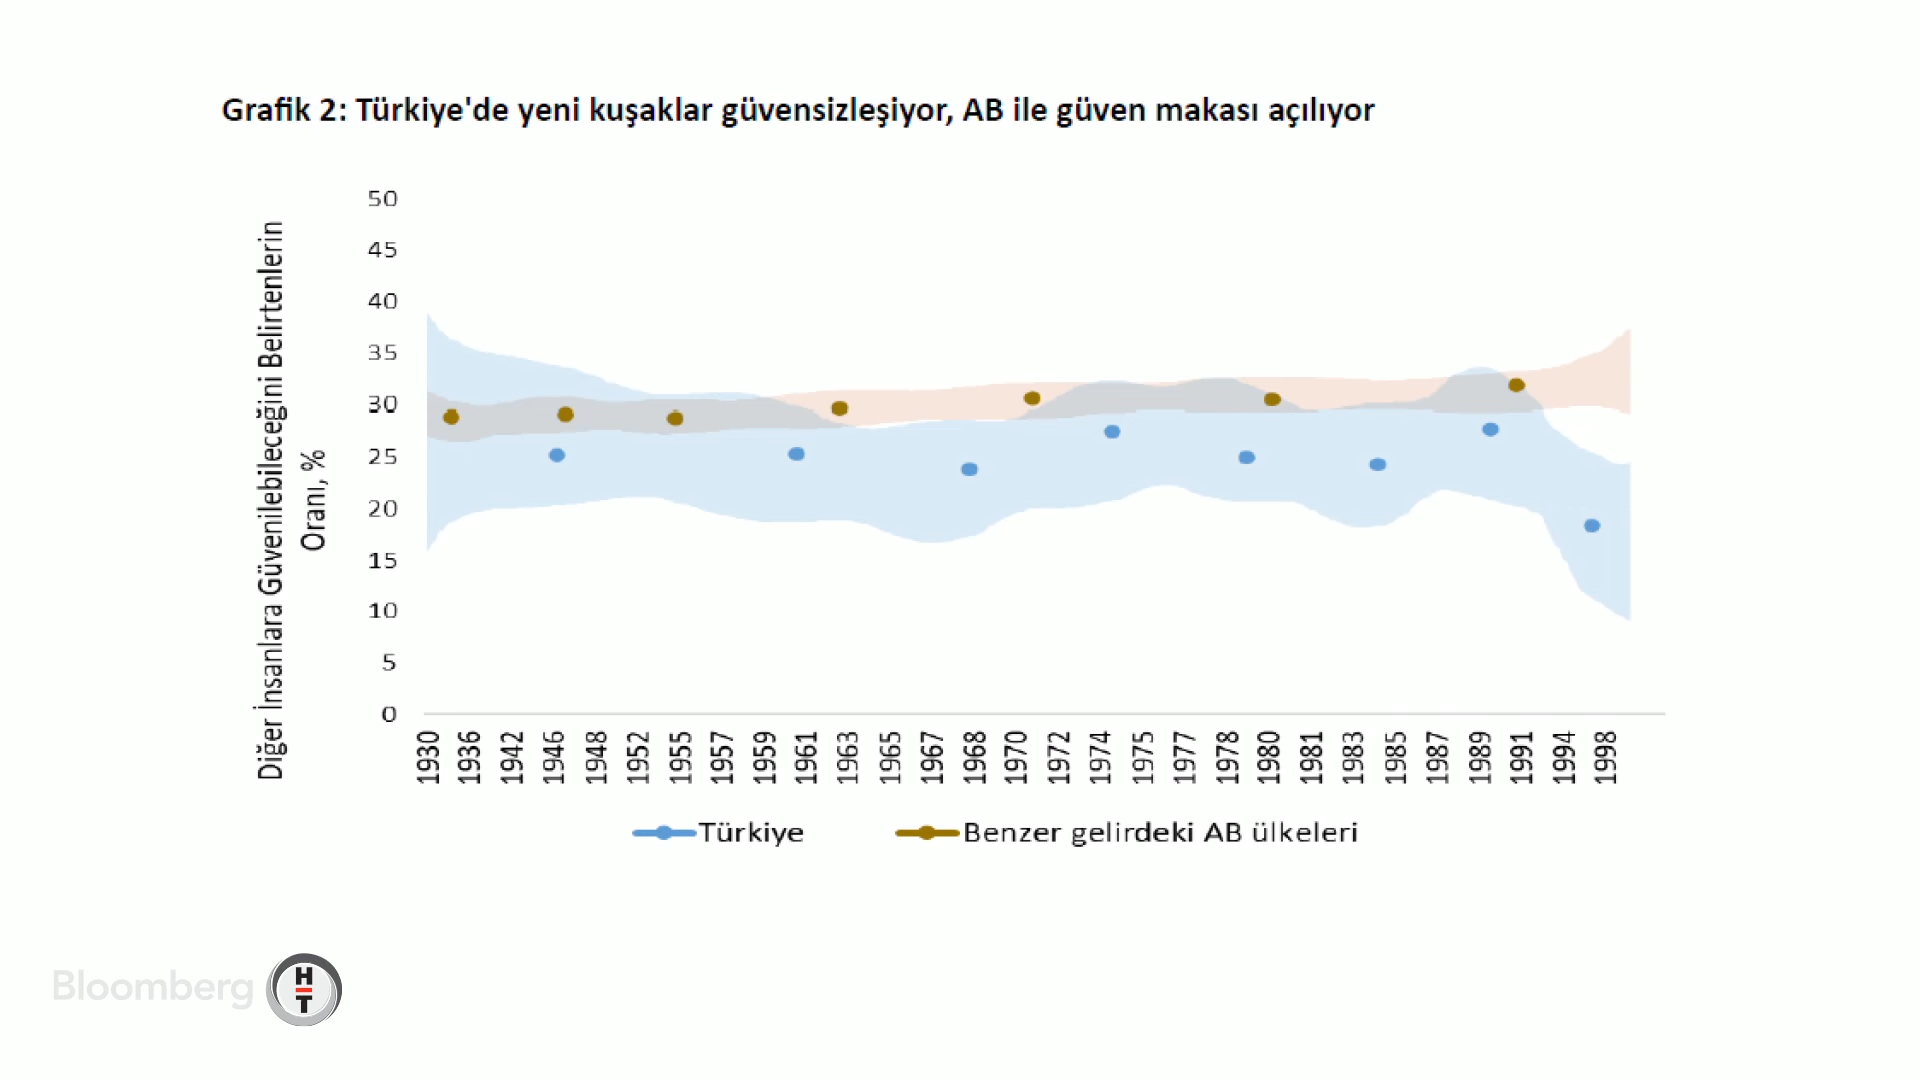 Grafik 2: Türkiye'de yeni kuşaklar güvensizleşiyor, AB ile güven makası açılıyor
Diğer İnsanlara Güvenilebileceğini Belirtenlerin
Oranı, %
50
45
40
35
30
25
20
15
10
5
0
1930 1936 1942 1946 1948 1952 1955 1957 1959 1961 1963 1965 1967 1968 1970 1972 1974 1975 1977 1978 1980 1981 1983 1985 1987 1989 1991 1994 1998
Türkiye Benzer gelirdeki AB ülkeleri
Bloomberg HT